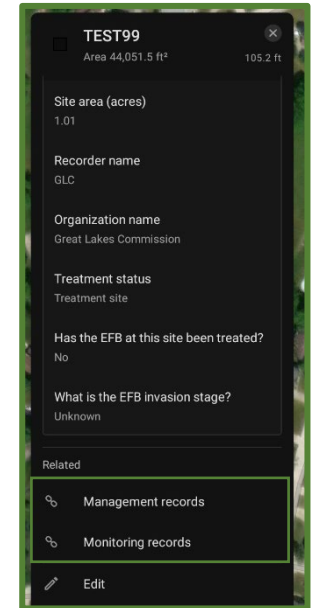 TEST99
Area 44,051.5 ft²
105.2 ft
Site area (acres)
1.01
Recorder name
GLC
Organization name
Great Lakes Commission
Treatment status
Treatment site
Has the EFB at this site been treated?
No
What is the EFB invasion stage?
Unknown
Related
Management records
Monitoring records
Edit